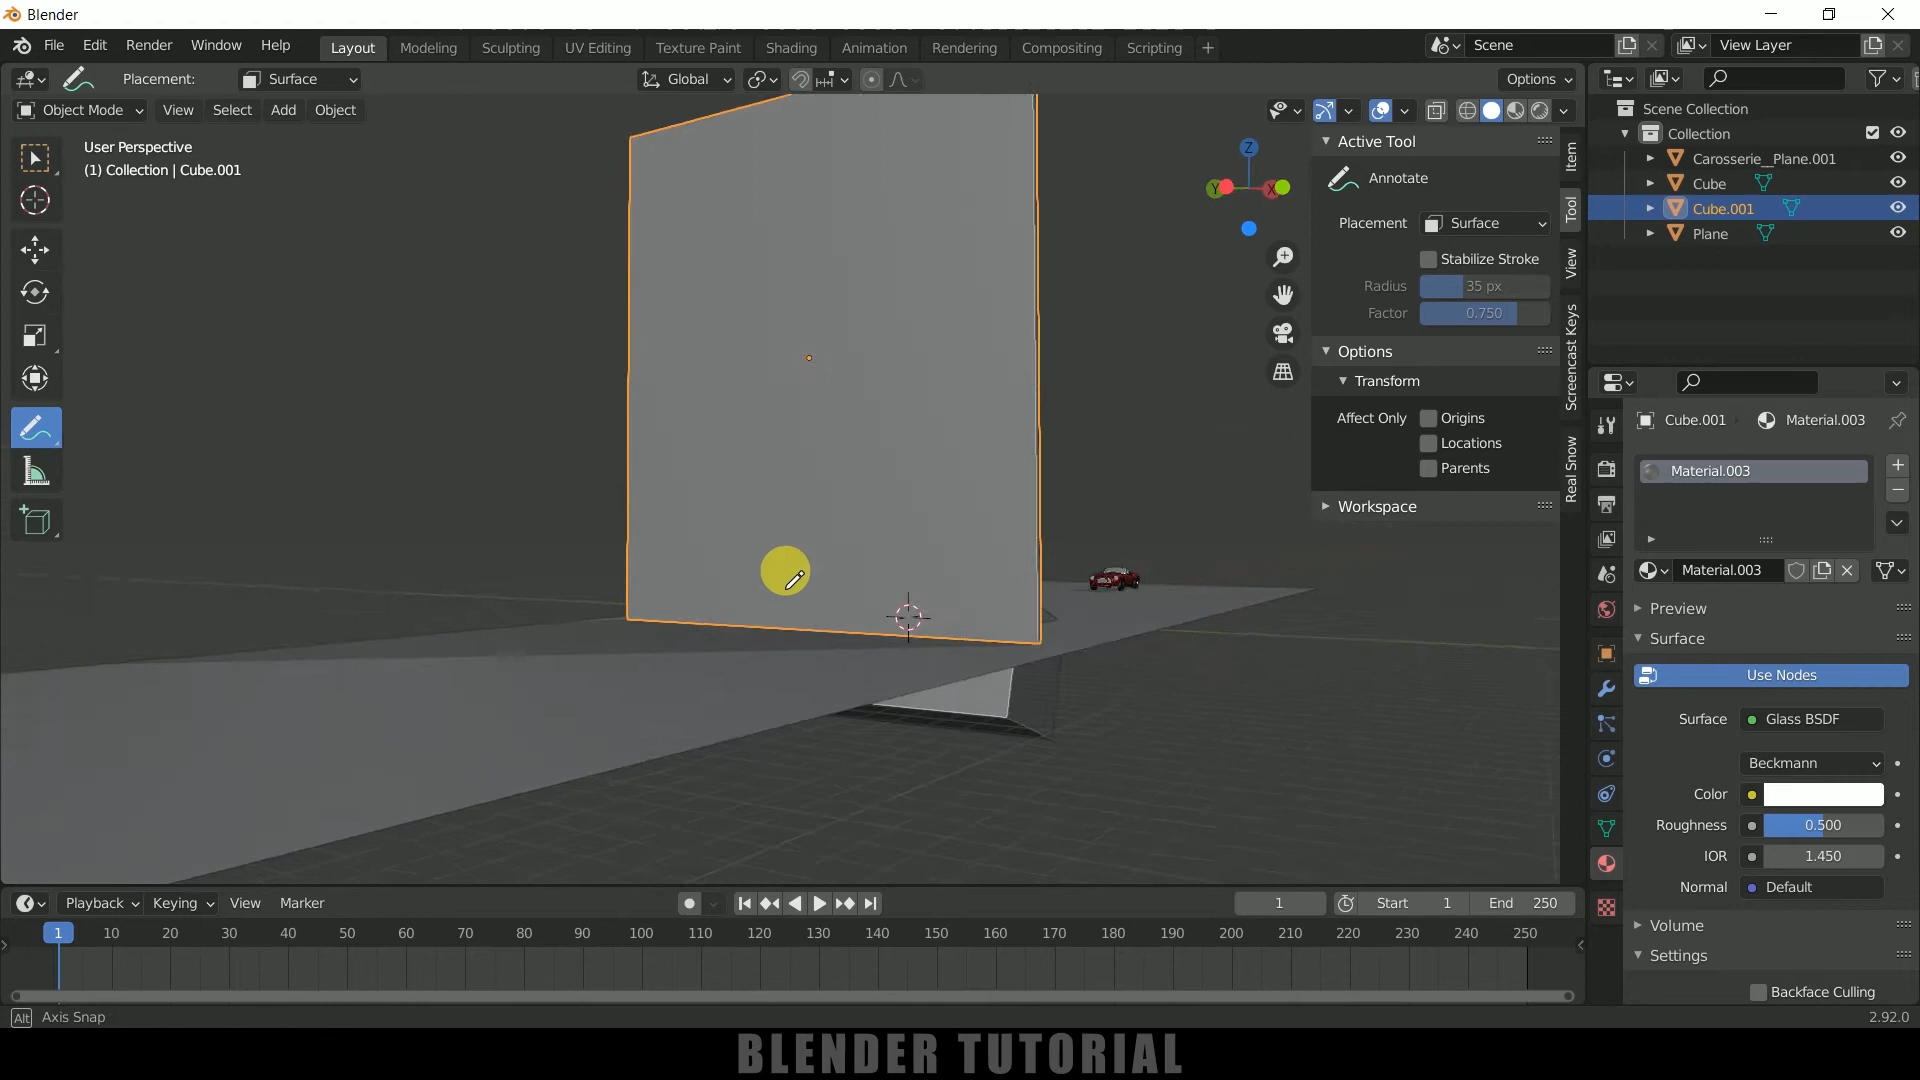 Blender
File Edit Render Window Help
Layout Modeling Sculpting UV Editing Texture Paint Shading Animation Rendering Compositing Scripting +
Scene
View Layer
Placement: Surface
Global
Options
Object Mode View Select Add Object
User Perspective
(1) Collection | Cube.001
Z
Y
X
Active Tool
Annotate
Placement Surface
Stabilize Stroke
Radius 35 px
Factor 0.750
Options
Transform
Affect Only Origins
Locations
Parents
Workspace
Item
Tool
View
Screencast Keys
Real Snow
Scene Collection
Collection
Carosserie__Plane.001
Cube
Cube.001
Plane
Cube.001 Material.003
Material.003
Material.003
Preview
Surface
Use Nodes
Surface Glass BSDF
Beckmann
Color
Roughness 0.500
IOR 1.450
Normal Default
Volume
Settings
Backface Culling
Playback Keying View Marker
1 Start 1 End 250
1 10 20 30 40 50 60 70 80 90 100 110 120 130 140 150 160 170 180 190 200 210 220 230 240 250
Alt Axis Snap
2.92.0
BLENDER TUTORIAL